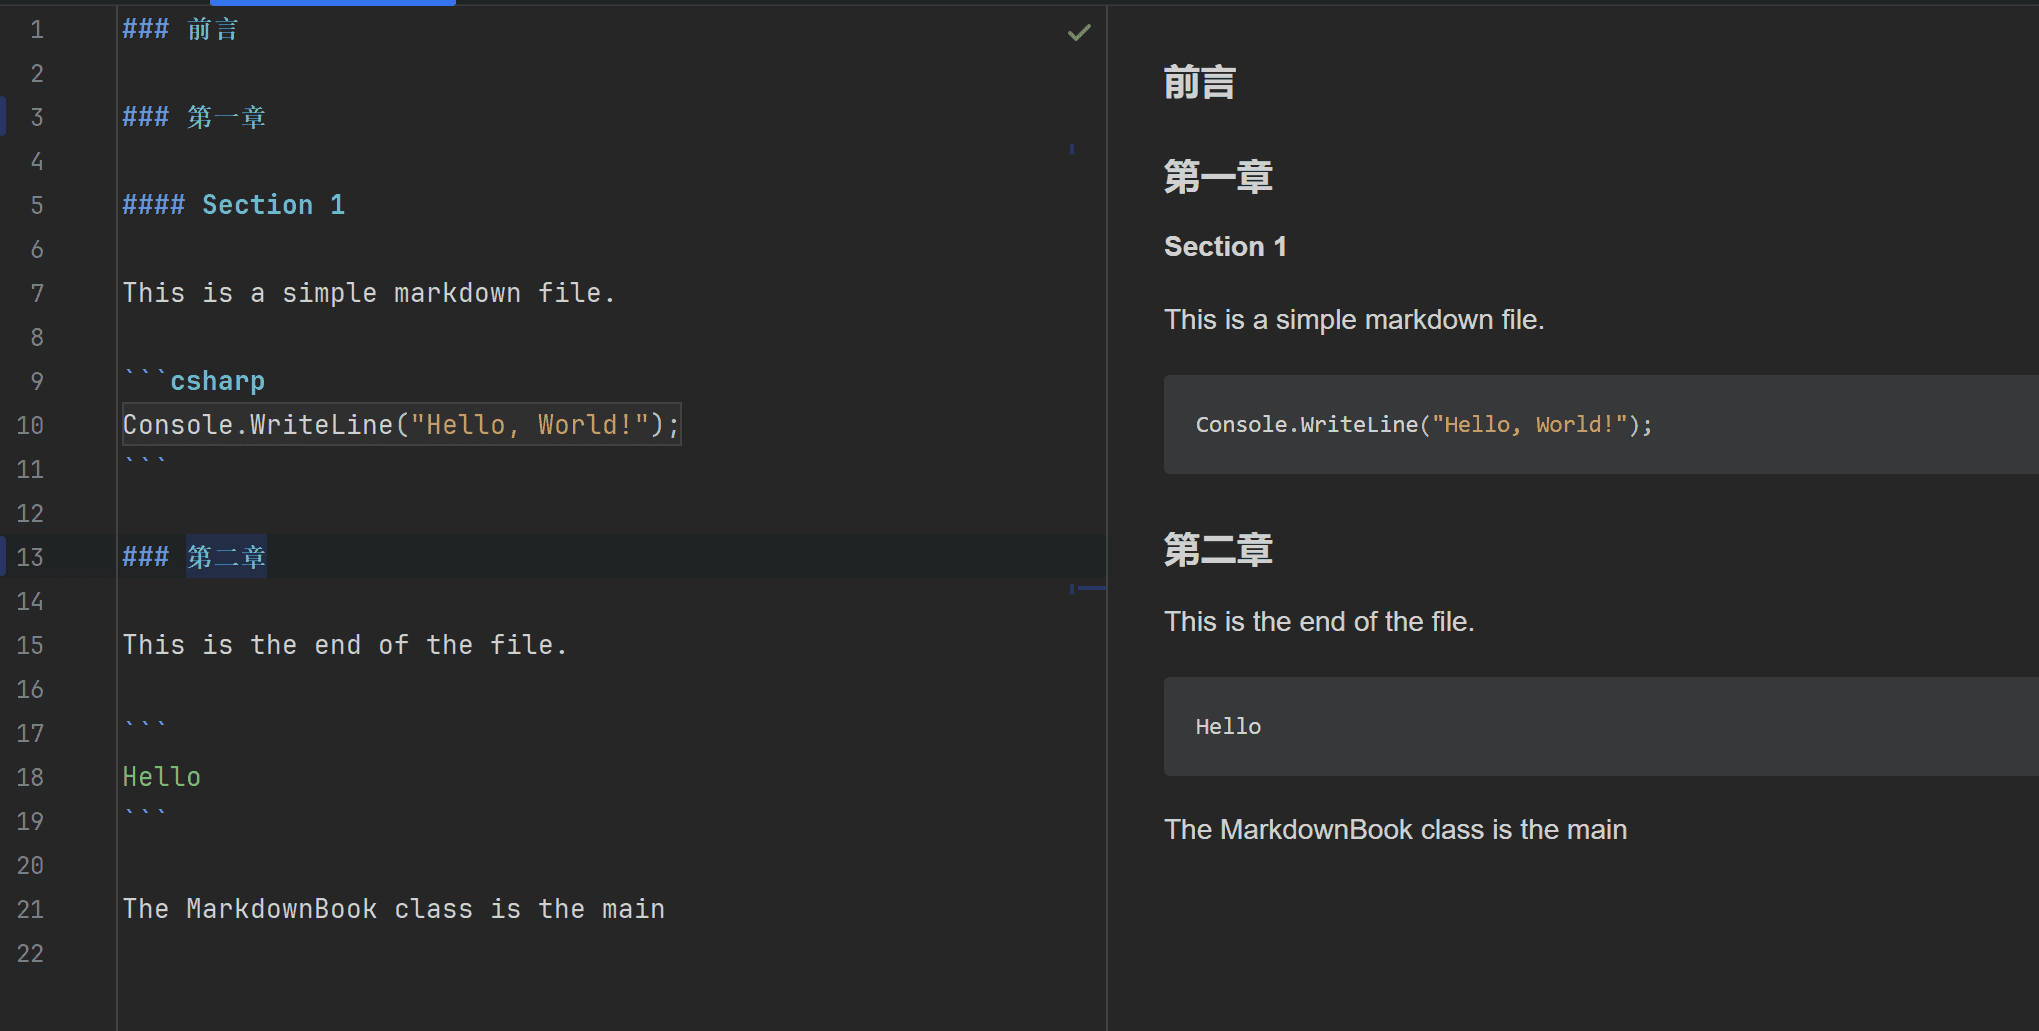 1 ### 前言
2
3 ### 第一章
4
5 #### Section 1
6
7 This is a simple markdown file.
8
9 ```csharp
10 Console.WriteLine("Hello, World!");
11 ```
12
13 ### 第二章
14
15 This is the end of the file.
16
17 ```
18 Hello
19 ```
20
21 The MarkdownBook class is the main
22
前言
第一章
Section 1
This is a simple markdown file.
Console.WriteLine("Hello, World!");
第二章
This is the end of the file.
Hello
The MarkdownBook class is the main